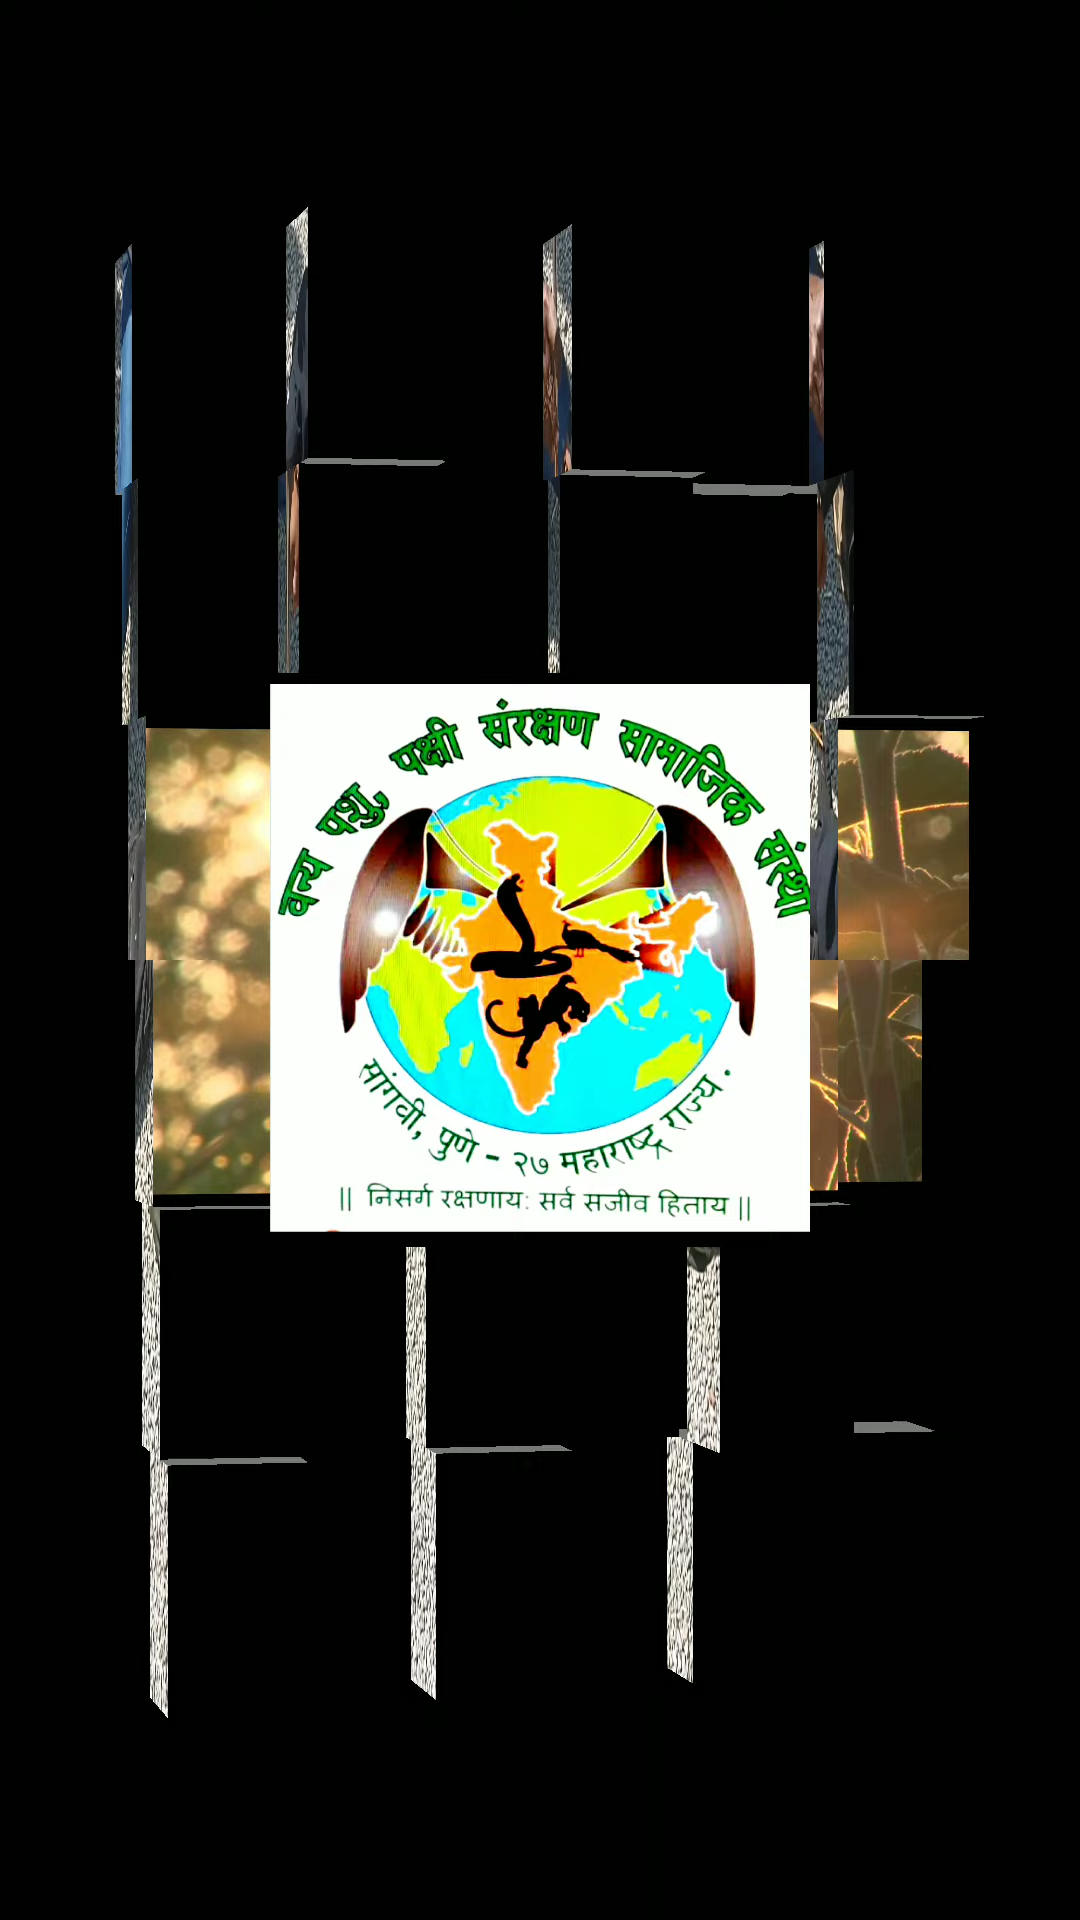 वन्य पशु, पक्षी संरक्षण सामाजिक संस्था
सांगवी, पुणे - २७ महाराष्ट्र राज्य.
|| निसर्ग रक्षणायः सर्व सजीव हिताय ||